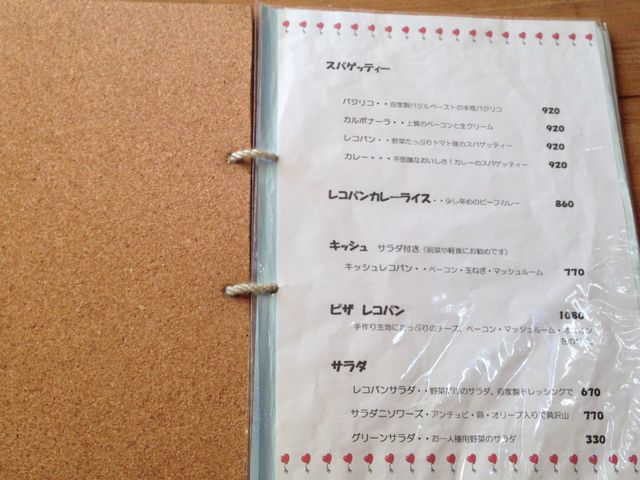 スパゲッティー
バジリコ・・自家製バジルペーストの本格バジリコ 920
カルボナーラ・・上質のベーコンと生クリーム 920
レコパン・・野菜たっぷりトマト味のスパゲッティー 920
カレー・・・不思議なおいしさ！カレーのスパゲッティー 920
レコパンカレーライス・・少し辛めのビーフカレー 860
キッシュ サラダ付き（前菜や軽食にお勧めです）
キッシュレコパン・・ベーコン・玉ねぎ・マッシュルーム 770
ピザ レコパン 1080
手作り生地にたっぷりのチーズ、ベーコン・マッシュルーム・
サラダ
レコパンサラダ・・野菜だけのサラダ、自家製ドレッシングで 670
サラダニソワーズ・アンチョビ・卵・オリーブ入りで具沢山 770
グリーンサラダ・・お一人様用野菜のサラダ 330